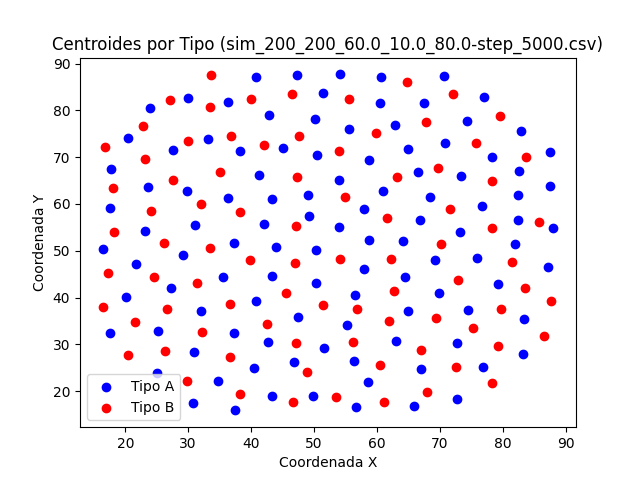 Centroides por Tipo (sim_200_200_60.0_10.0_80.0-step_5000.csv)
90
80
70
60
50
40
30
20
Coordenada Y
Tipo A
Tipo B
20 30 40 50 60 70 80 90
Coordenada X